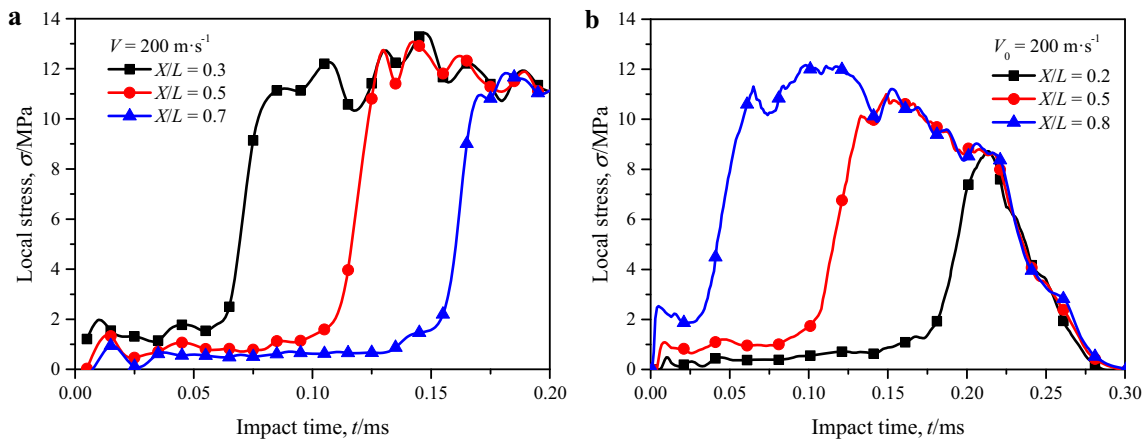 a
V = 200 m·s⁻¹
X/L = 0.3
X/L = 0.5
X/L = 0.7
Local stress, σ/MPa
14
12
10
8
6
4
2
0
0.00 0.05 0.10 0.15 0.20
Impact time, t/ms
b
V₀ = 200 m·s⁻¹
X/L = 0.2
X/L = 0.5
X/L = 0.8
Local stress, σ/MPa
14
12
10
8
6
4
2
0
0.00 0.05 0.10 0.15 0.20 0.25 0.30
Impact time, t/ms